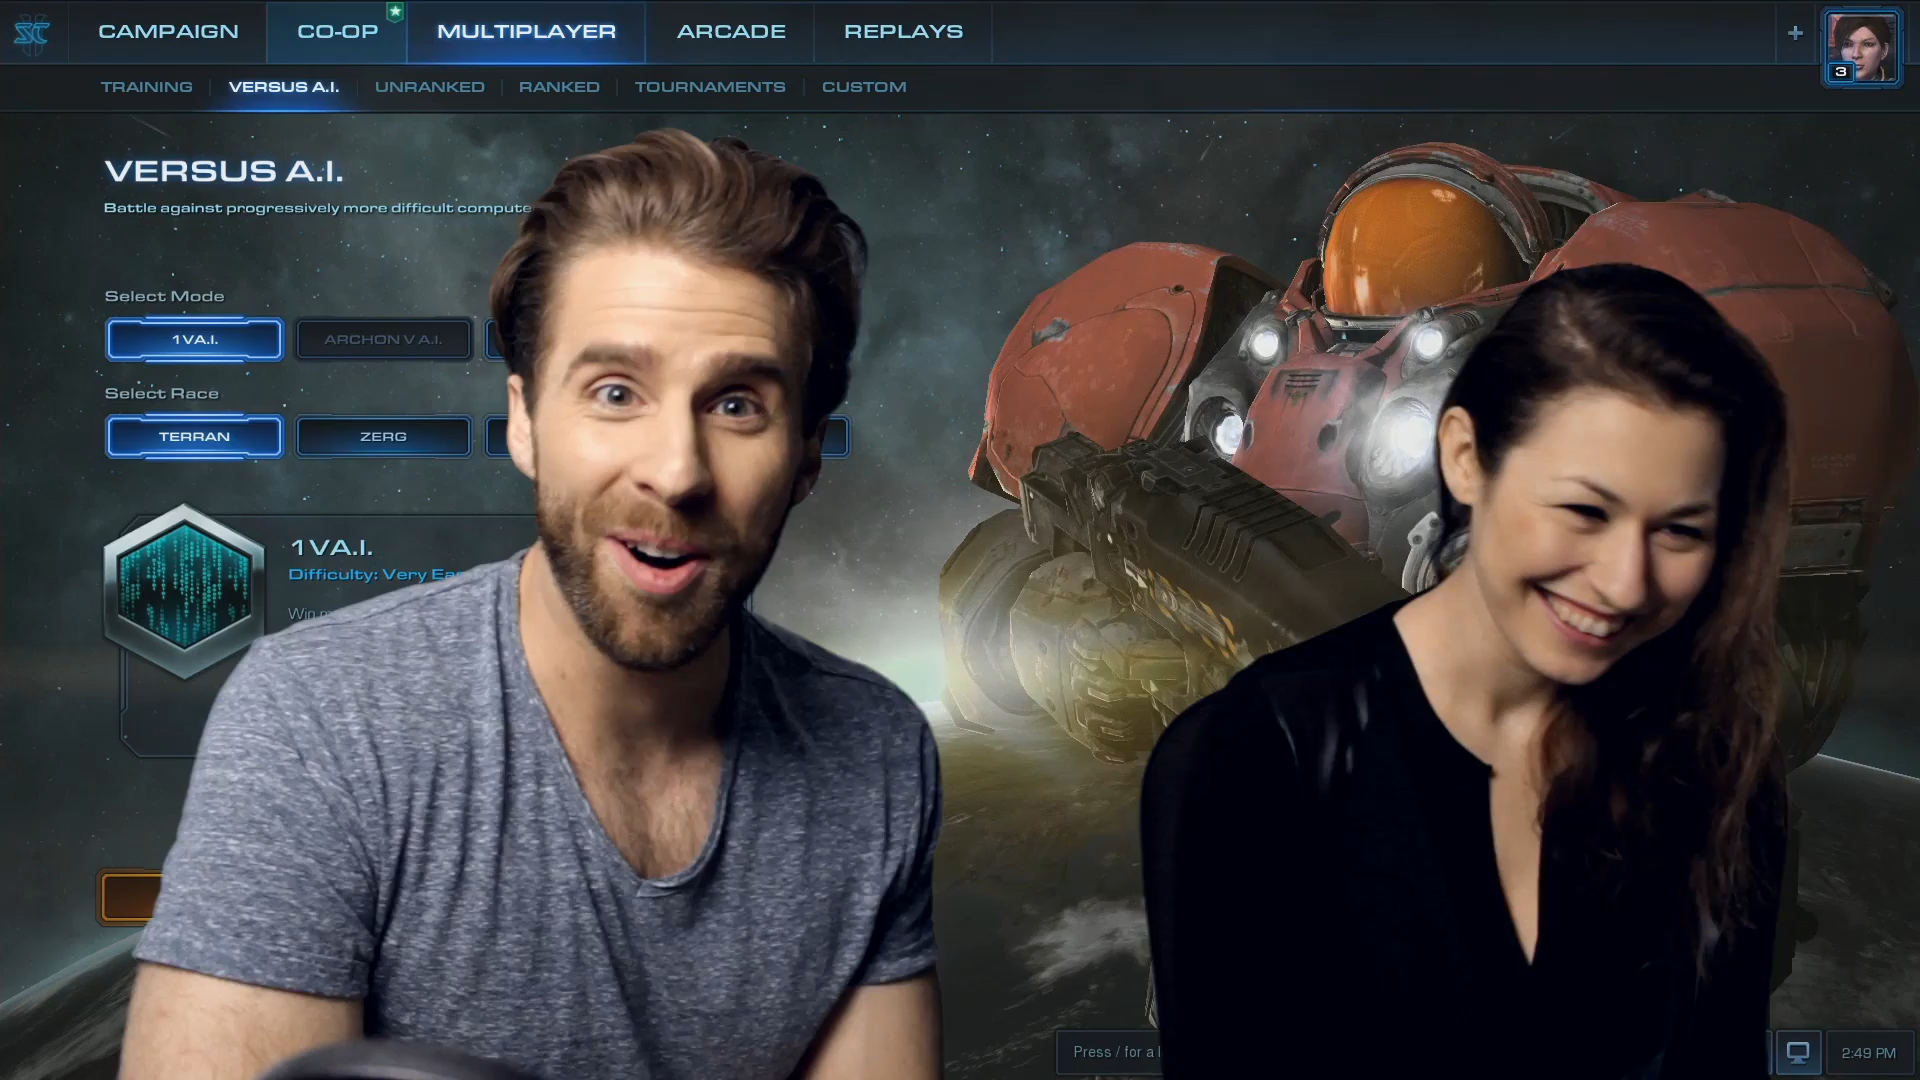 CAMPAIGN CO-OP MULTIPLAYER ARCADE REPLAYS
3
TRAINING VERSUS A.I. UNRANKED RANKED TOURNAMENTS CUSTOM
VERSUS A.I.
Battle against progressively more difficult
Select Mode
1 V A.I. ARCHON V A.I.
Select Race
TERRAN ZERG
1 V A.I.
Difficulty: Very
Press / for a
2:49 PM